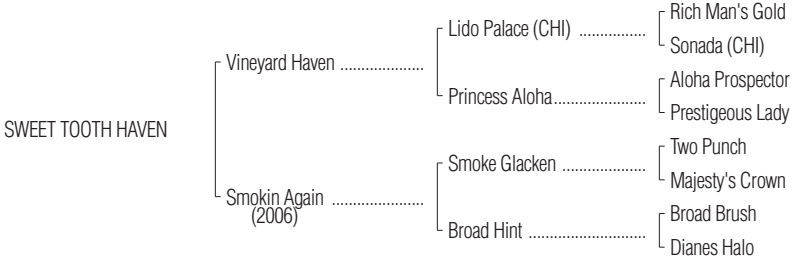 Rich Man's Gold
Lido Palace (CHI) ................
Sonada (CHI)
Vineyard Haven ....................
Aloha Prospector
Princess Aloha......................
Prestigeous Lady
SWEET TOOTH HAVEN
Two Punch
Smoke Glacken ....................
Majesty's Crown
Smokin Again ......................
(2006)
Broad Brush
Broad Hint ............................
Dianes Halo